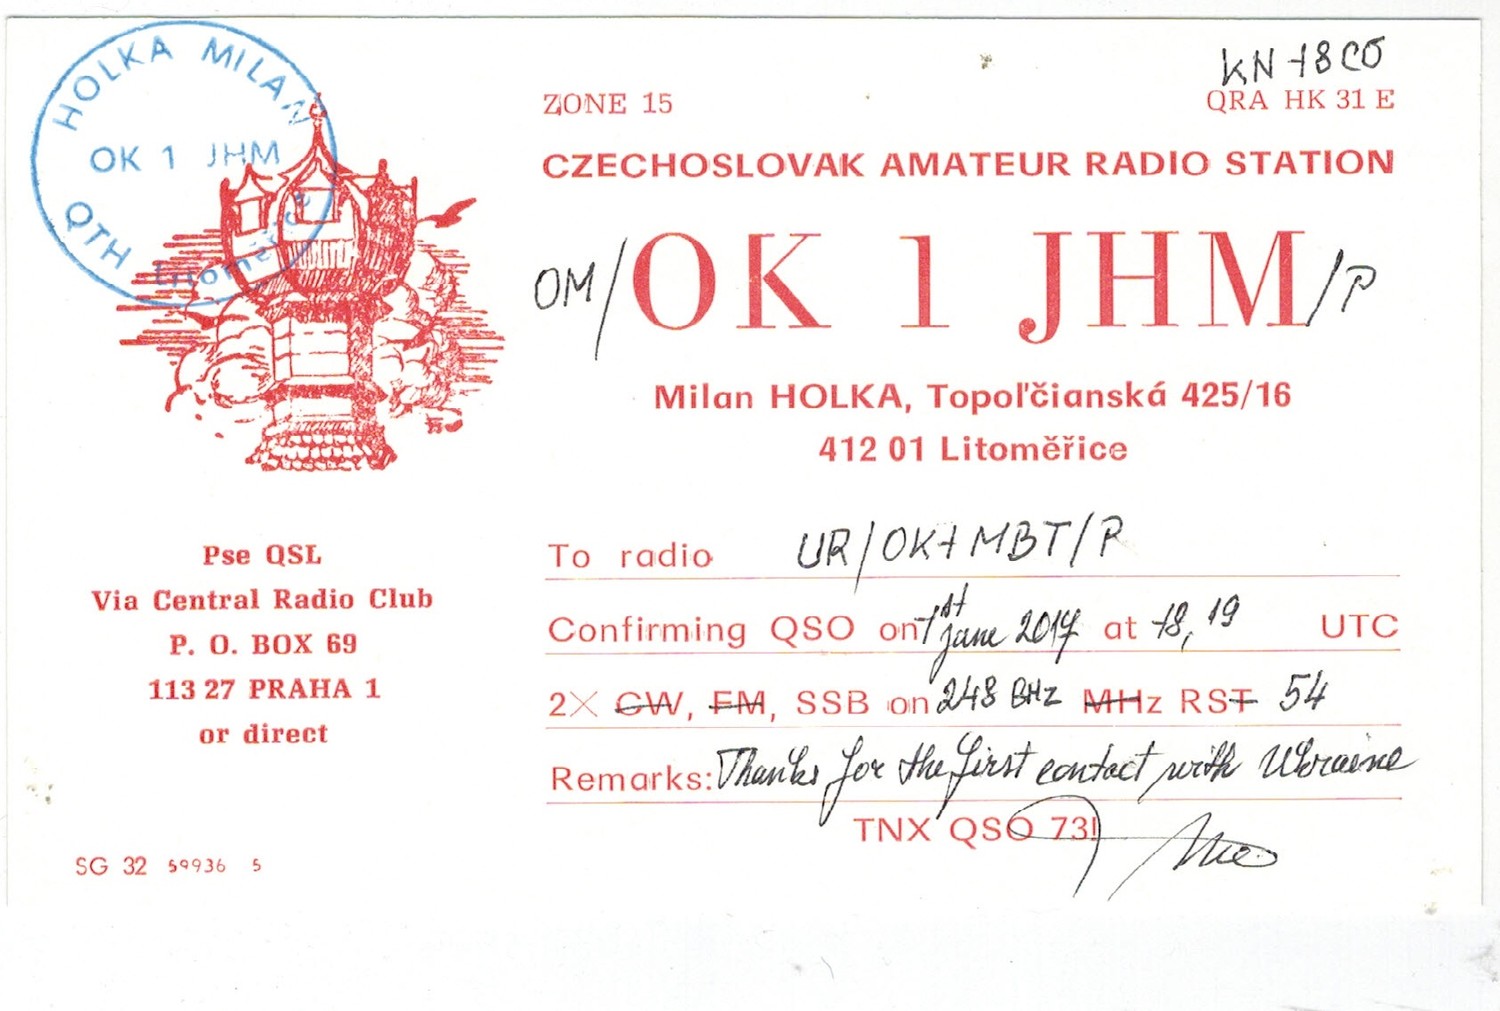 HOLKA MILAN
OK 1 JHM
QTH Litoměřice
KN 18 CO
ZONE 15
QRA HK 31 E
CZECHOSLOVAK AMATEUR RADIO STATION
OM/OK 1 JHM/P
Milan HOLKA, Topoľčianská 425/16
412 01 Litoměřice
Pse QSL
Via Central Radio Club
P. O. BOX 69
113 27 PRAHA 1
or direct
To radio UR/OK1MBT/P
Confirming QSO on 1st june 2017 at 18,19 UTC
2X CW, FM, SSB on 248 GHz MHz RST 54
Remarks: Thanks for the first contact with Ukraine
TNX QSO 73!
SG 32 59936 5